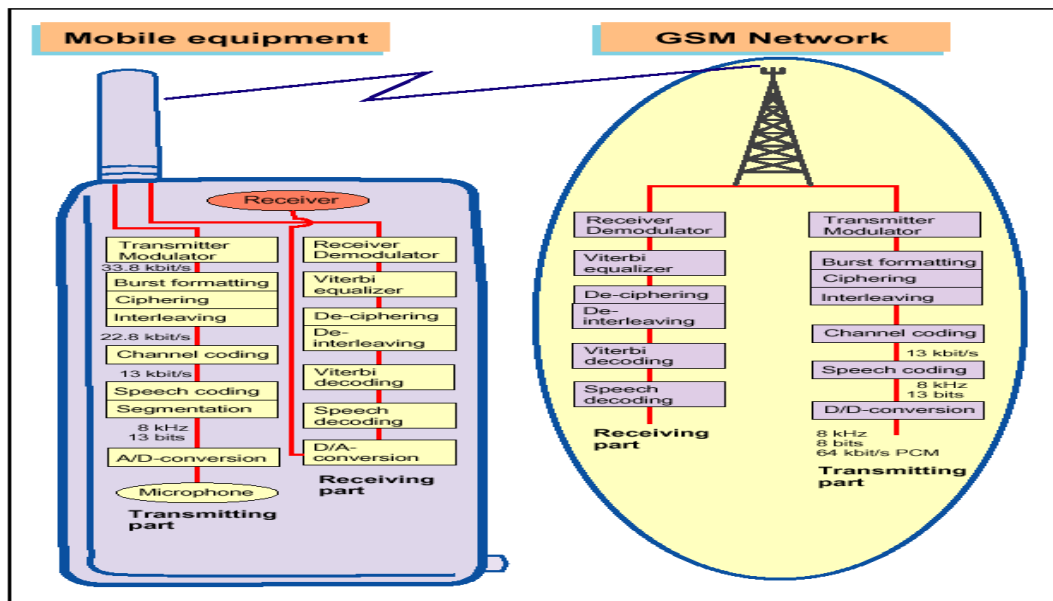 Mobile equipment
GSM Network
Receiver
Transmitter
Modulator
33.8 kbit/s
Burst formatting
Ciphering
Interleaving
22.8 kbit/s
Channel coding
13 kbit/s
Speech coding
Segmentation
8 kHz
13 bits
A/D-conversion
Microphone
Transmitting
part
Receiver
Demodulator
Viterbi
equalizer
De-ciphering
De-
interleaving
Viterbi
decoding
Speech
decoding
D/A-
conversion
Receiving
part
Receiver
Demodulator
Viterbi
equalizer
De-ciphering
De-
interleaving
Viterbi
decoding
Speech
decoding
Receiving
part
Transmitter
Modulator
Burst formatting
Ciphering
Interleaving
Channel coding
13 kbit/s
Speech coding
8 kHz
13 bits
D/D-conversion
8 kHz
8 bits
64 kbit/s PCM
Transmitting
part